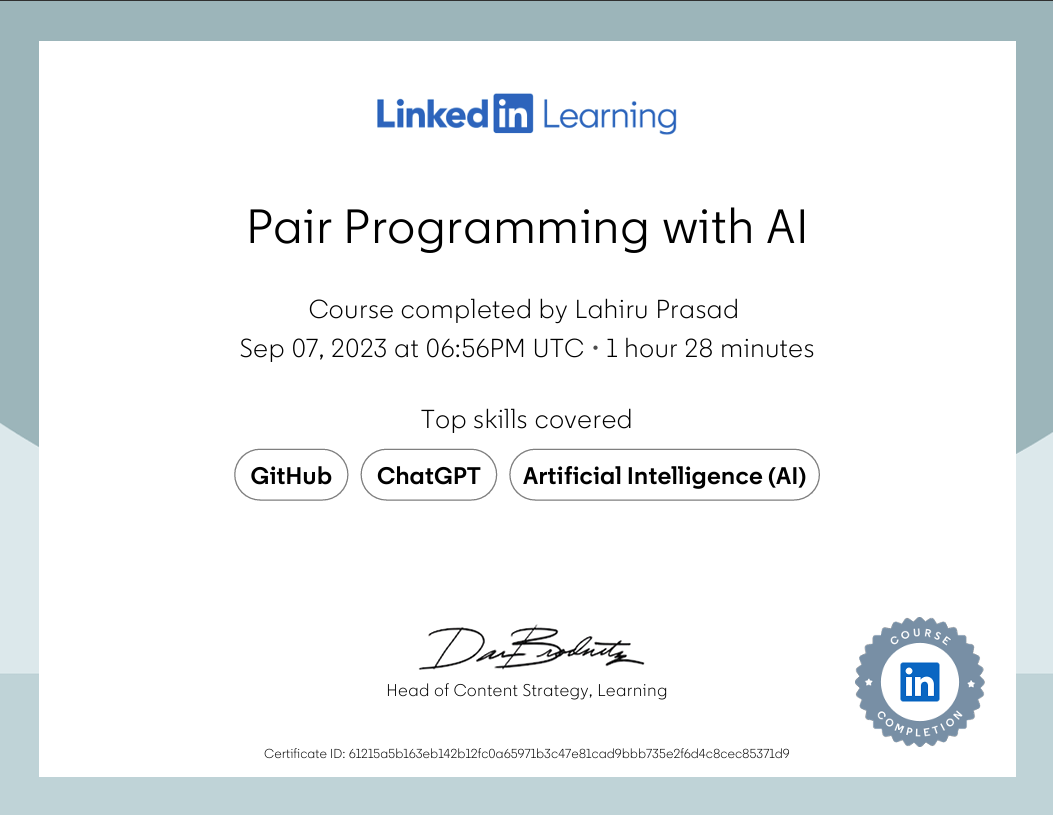 Linked in Learning
Pair Programming with AI
Course completed by Lahiru Prasad
Sep 07, 2023 at 06:56PM UTC • 1 hour 28 minutes
Top skills covered
GitHub ChatGPT Artificial Intelligence (AI)
Dan Brodnitz
Head of Content Strategy, Learning
COURSE
in
COMPLETION
Certificate ID: 61215a5b163eb142b12fc0a65971b3c47e81cad9bbb735e2f6d4c8cec85371d9